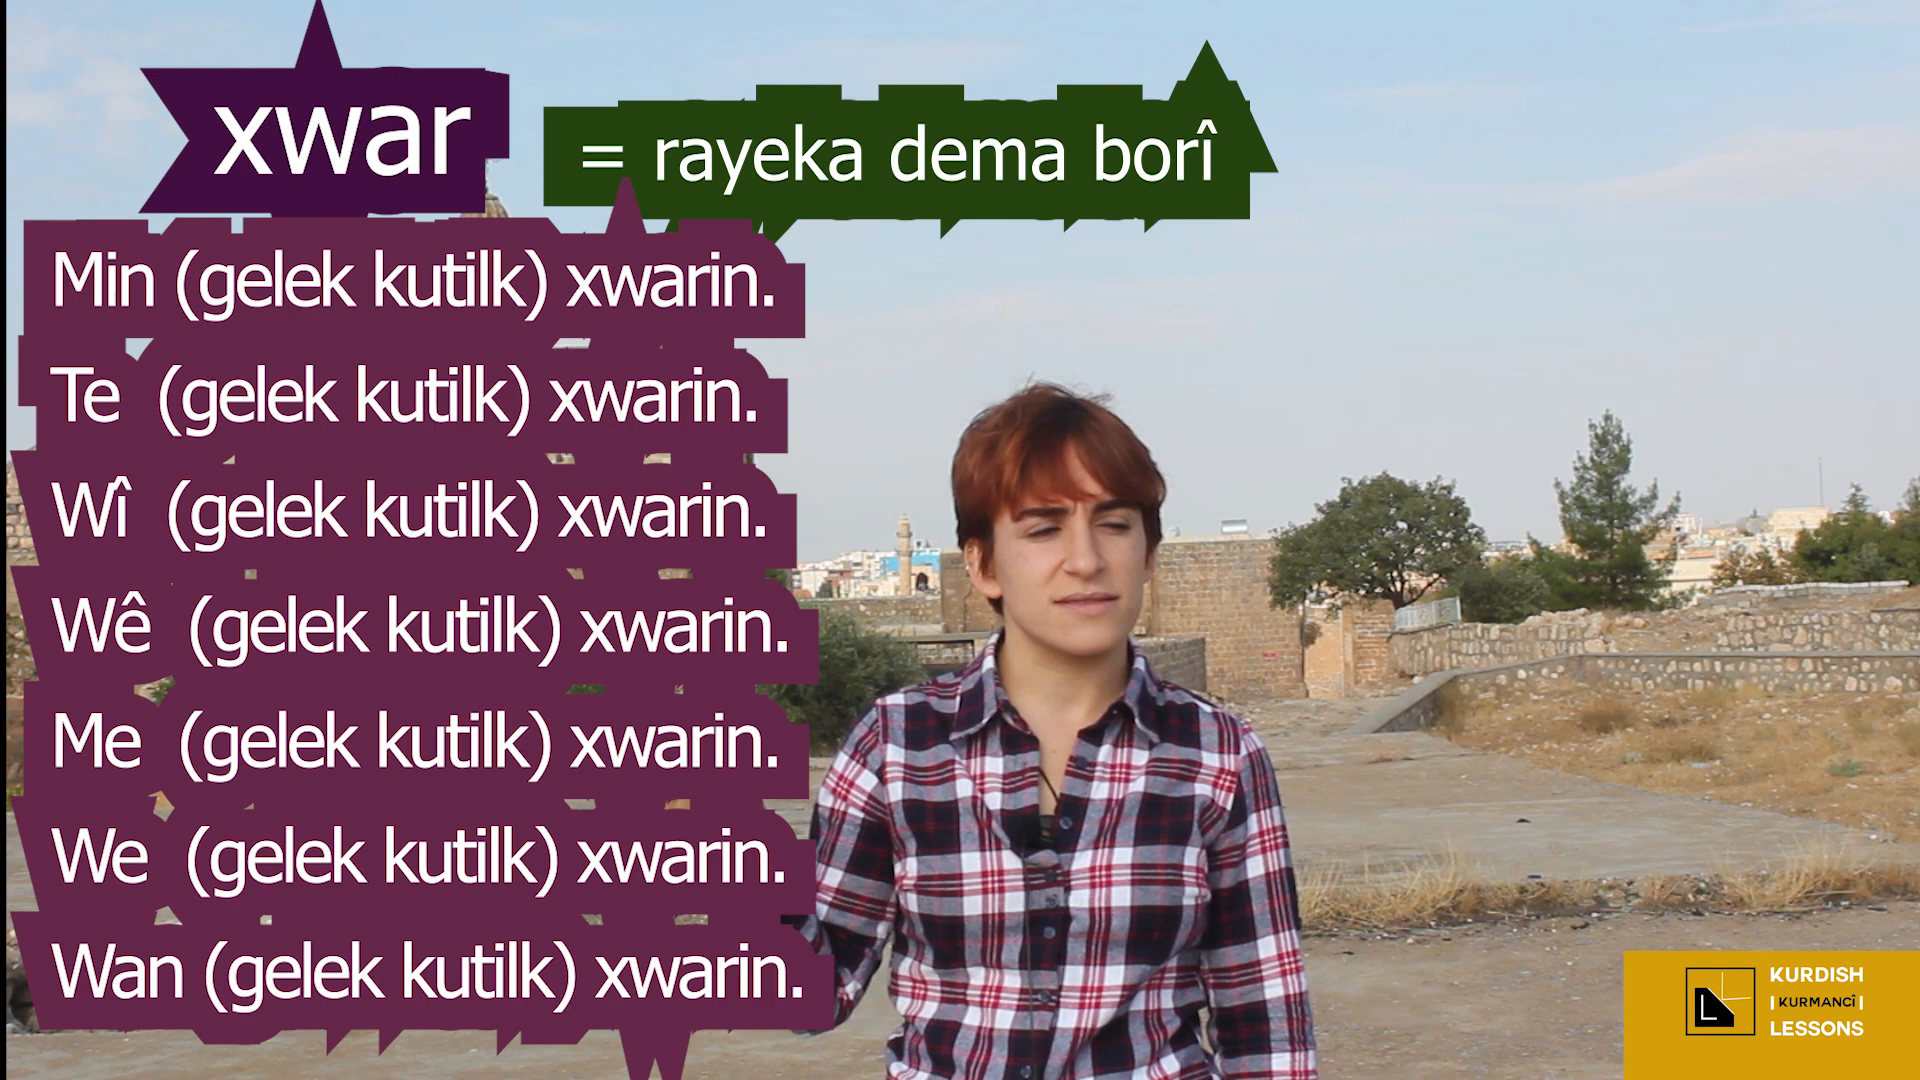 xwar
= rayeka dema borî
Min (gelek kutilk) xwarin.
Te (gelek kutilk) xwarin.
Wî (gelek kutilk) xwarin.
Wê (gelek kutilk) xwarin.
Me (gelek kutilk) xwarin.
We (gelek kutilk) xwarin.
Wan (gelek kutilk) xwarin.
KURDISH
| KURMANCî |
LESSONS